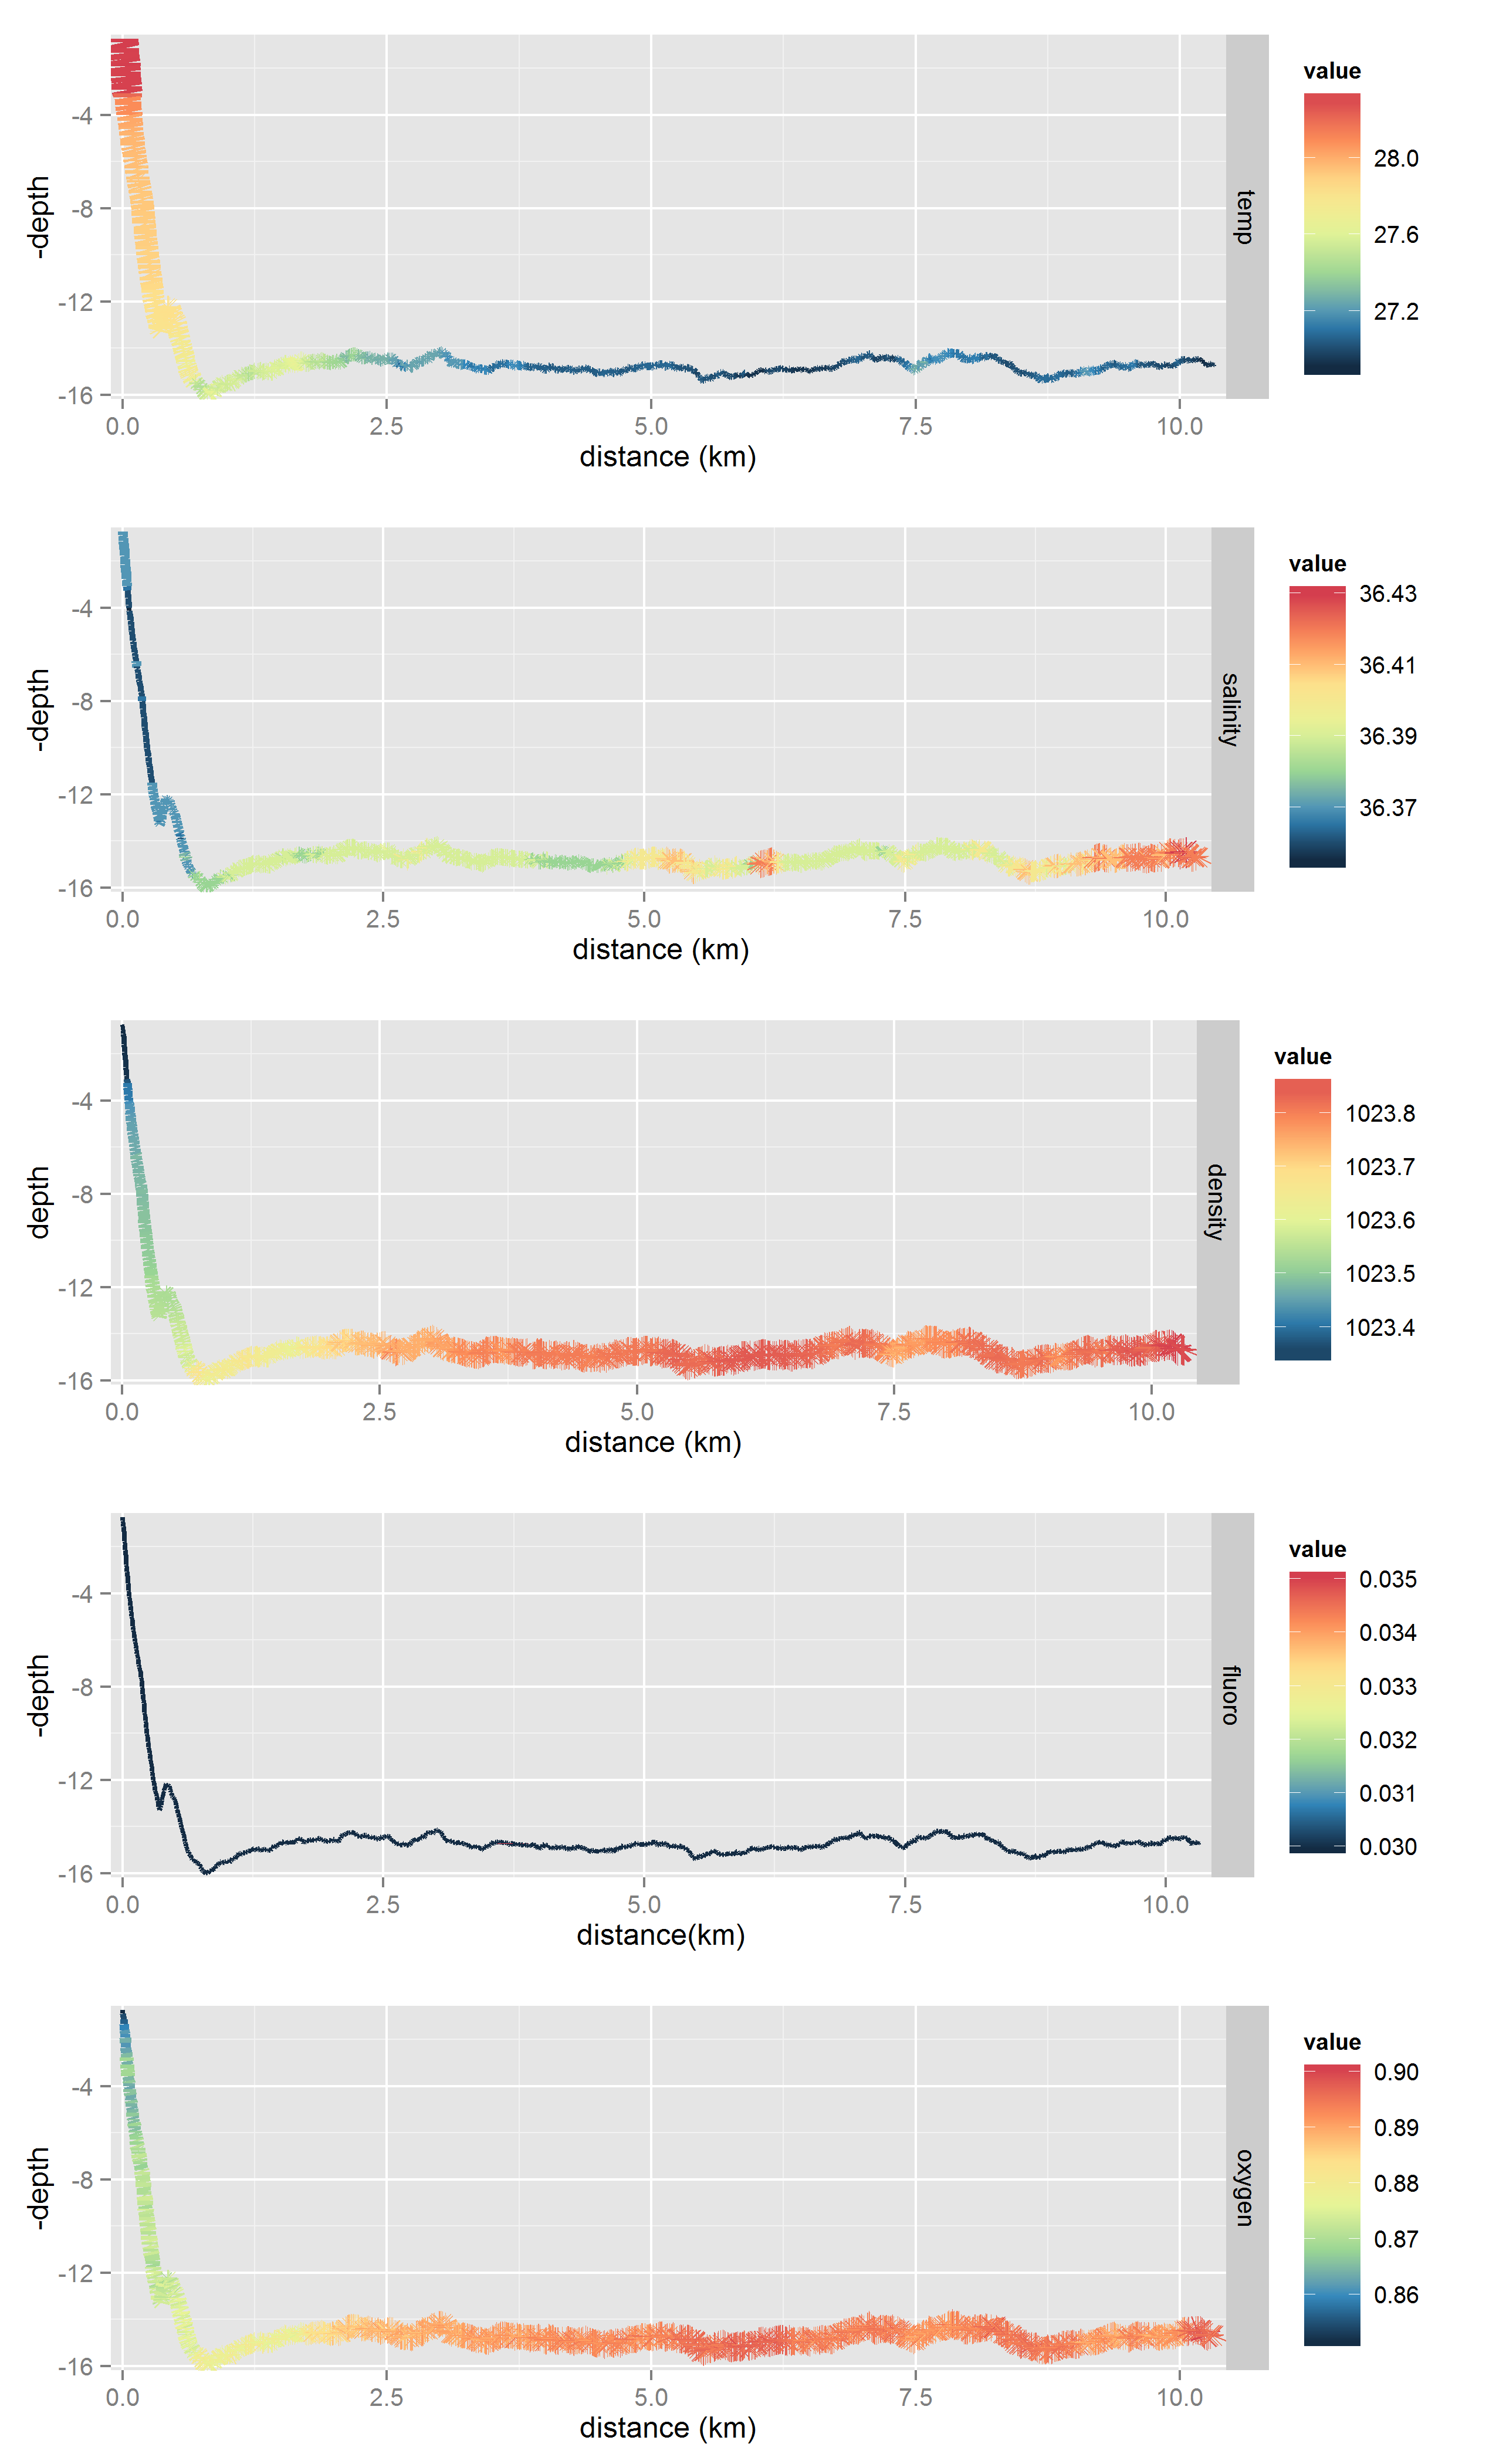 value
28.0
27.6
27.2
-4
-8
-12
-16
-depth
temp
0.0 2.5 5.0 7.5 10.0
distance (km)
value
36.43
36.41
36.39
36.37
-4
-8
-12
-16
-depth
salinity
0.0 2.5 5.0 7.5 10.0
distance (km)
value
1023.8
1023.7
1023.6
1023.5
1023.4
-4
-8
-12
-16
depth
density
0.0 2.5 5.0 7.5 10.0
distance (km)
value
0.035
0.034
0.033
0.032
0.031
0.030
-4
-8
-12
-16
-depth
fluoro
0.0 2.5 5.0 7.5 10.0
distance(km)
value
0.90
0.89
0.88
0.87
0.86
-4
-8
-12
-16
-depth
oxygen
0.0 2.5 5.0 7.5 10.0
distance (km)